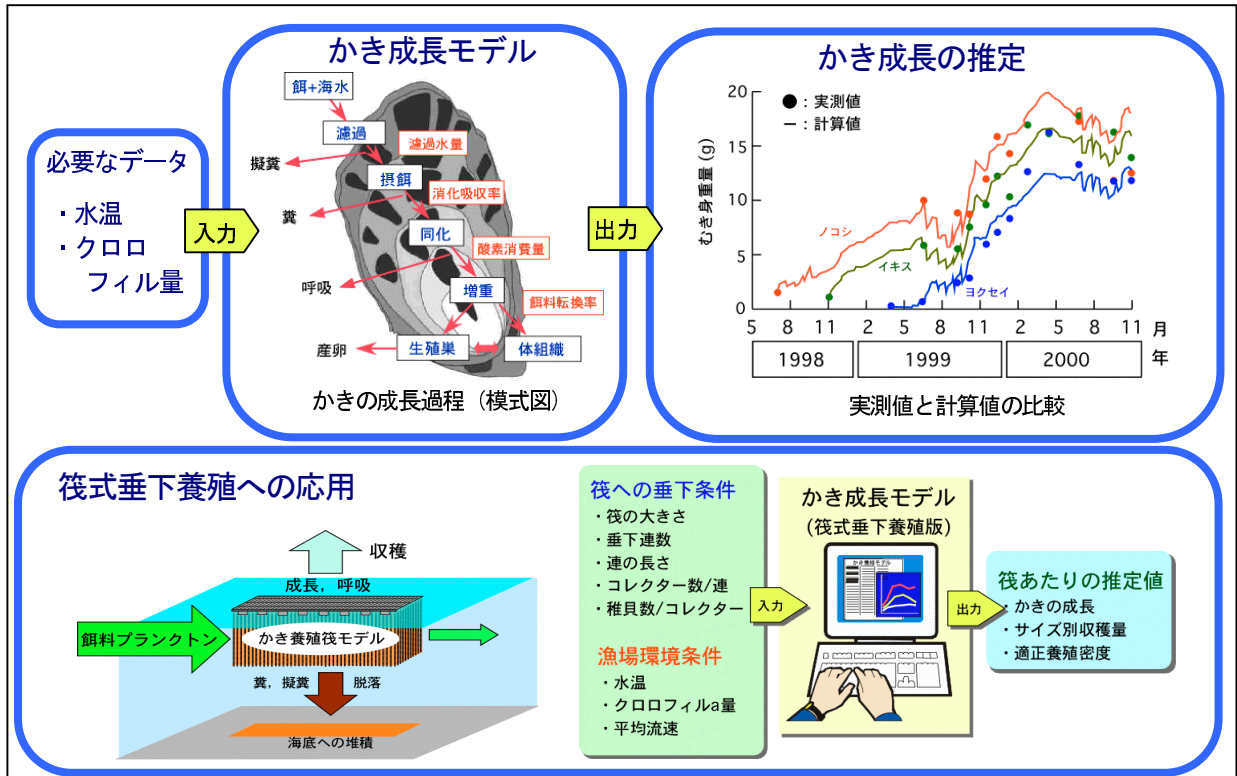 必要なデータ
・水温
・クロロ
フィル量
入力
かき成長モデル
餌+海水
濾過
濾過水量
擬糞
摂餌
消化吸収率
糞
同化
酸素消費量
呼吸
増重
餌料転換率
産卵
生殖巣
体組織
かきの成長過程（模式図）
出力
かき成長の推定
●：実測値
－：計算値
むき身重量(g)
20
15
10
5
0
ノコシ
イキス
ヨクセイ
5 8 11 2 5 8 11 2 5 8 11 月
1998 1999 2000 年
実測値と計算値の比較
筏式垂下養殖への応用
収穫
成長，呼吸
餌料プランクトン
かき養殖筏モデル
糞，擬糞 脱落
海底への堆積
筏への垂下条件
・筏の大きさ
・垂下連数
・連の長さ
・コレクター数/連
・稚貝数/コレクター
漁場環境条件
・水温
・クロロフィルa量
・平均流速
入力
かき成長モデル
(筏式垂下養殖版)
かき養殖モデル
出力
筏あたりの推定値
・かきの成長
・サイズ別収穫量
・適正養殖密度